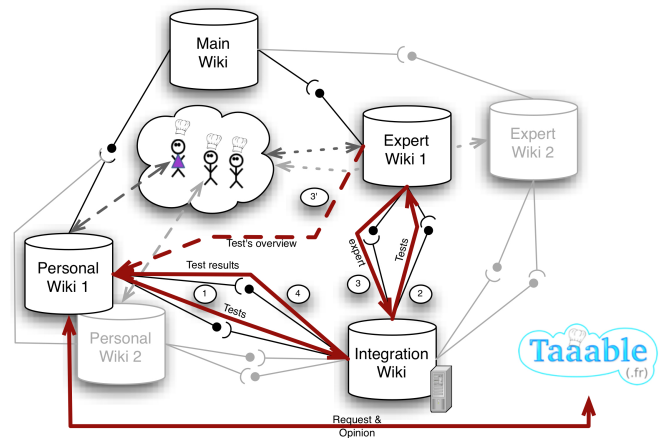 Main
Wiki
Expert
Wiki 1
Expert
Wiki 2
3'
Test's overview
expert
Tests
3
2
Personal
Wiki 1
Test results
1
4
Tests
Personal
Wiki 2
Integration
Wiki
Taaable
(.fr)
Request &
Opinion